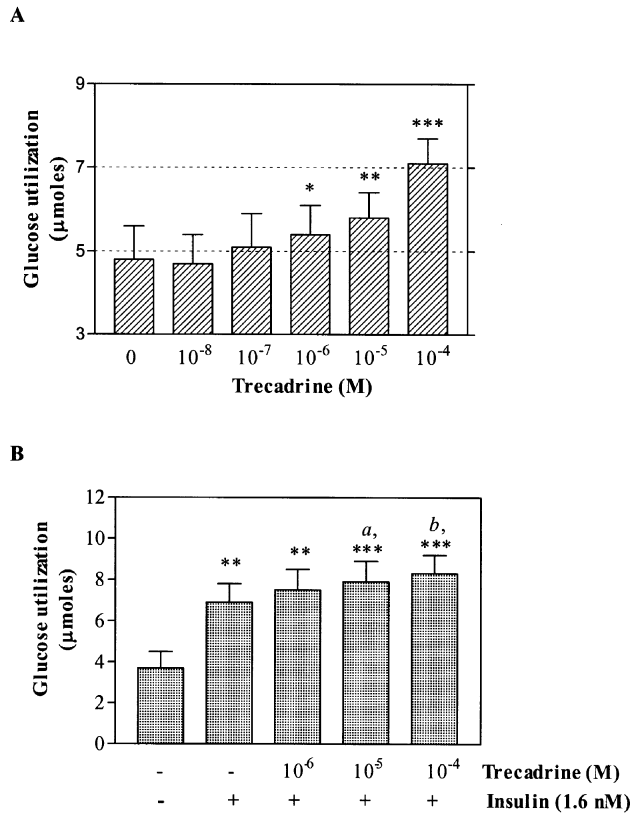 A
Glucose utilization
(μmoles)
9
7
5
3
*
**
***
0 10-8 10-7 10-6 10-5 10-4
Trecadrine (M)
B
Glucose utilization
(μmoles)
12
10
8
6
4
2
0
a, b,
** ** *** ***
- - 10-6 10-5 10-4 Trecadrine (M)
- + + + + Insulin (1.6 nM)